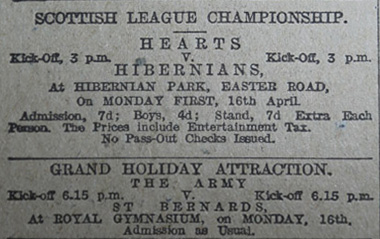 SCOTTISH LEAGUE CHAMPIONSHIP.
HEARTS
Kick-Off, 3 p.m. V. Kick-Off, 3 p.m.
HIBERNIANS,
At HIBERNIAN PARK, EASTER ROAD,
On MONDAY FIRST, 16th April.
Admission, 7d; Boys, 4d; Stand, 7d Extra Each
Person. The Prices include Entertainment Tax.
No Pass-Out Checks Issued.
GRAND HOLIDAY ATTRACTION.
THE ARMY
Kick-off 6.15 p.m. V. Kick-off 6.15 p.m.
ST BERNARDS,
At ROYAL GYMNASIUM, on MONDAY, 16th.
Admission as Usual.